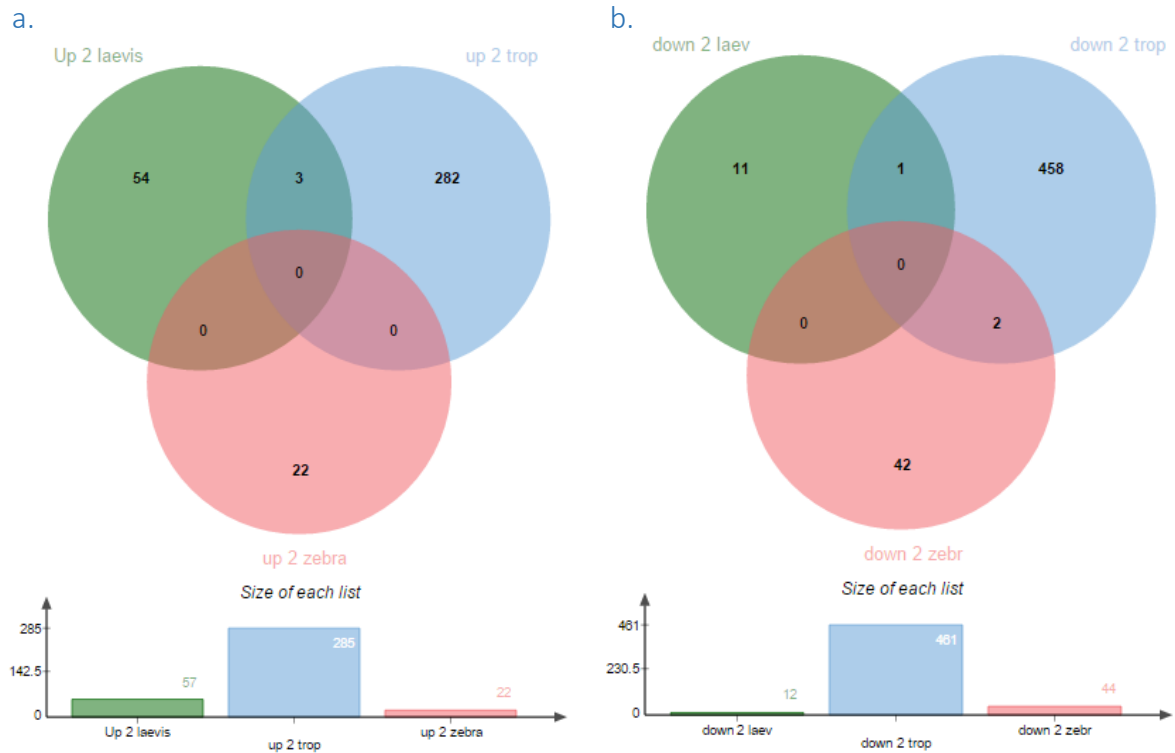 a.
Up 2 laevis
up 2 trop
54
3
282
0
0
0
22
up 2 zebra
Size of each list
285
142.5
0
57
285
22
Up 2 laevis
up 2 trop
up 2 zebra
b.
down 2 laev
down 2 trop
11
1
458
0
0
2
42
down 2 zebr
Size of each list
461
230.5
0
12
461
44
down 2 laev
down 2 trop
down 2 zebr